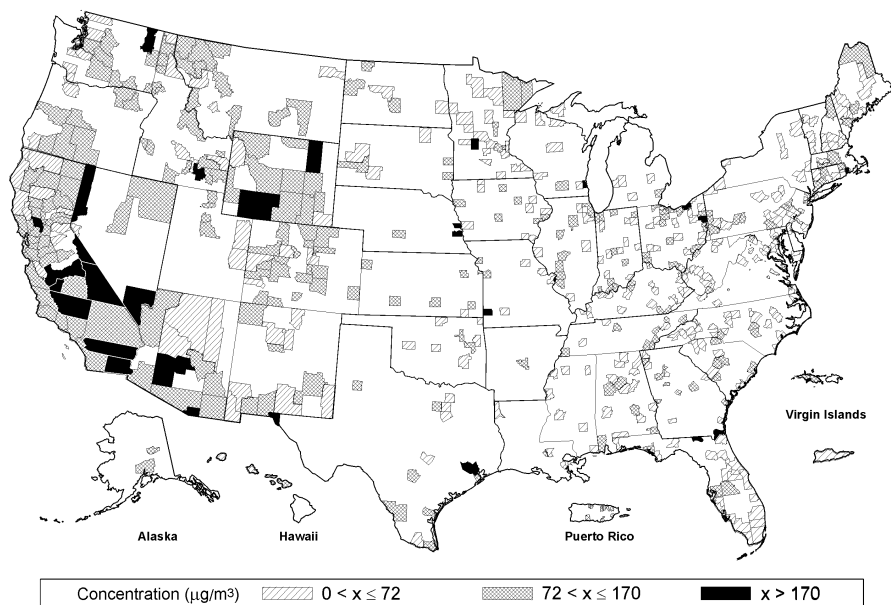 Virgin Islands
Alaska
Hawaii
Puerto Rico
Concentration (μg/m³) 0 < x ≤ 72 72 < x ≤ 170 x > 170